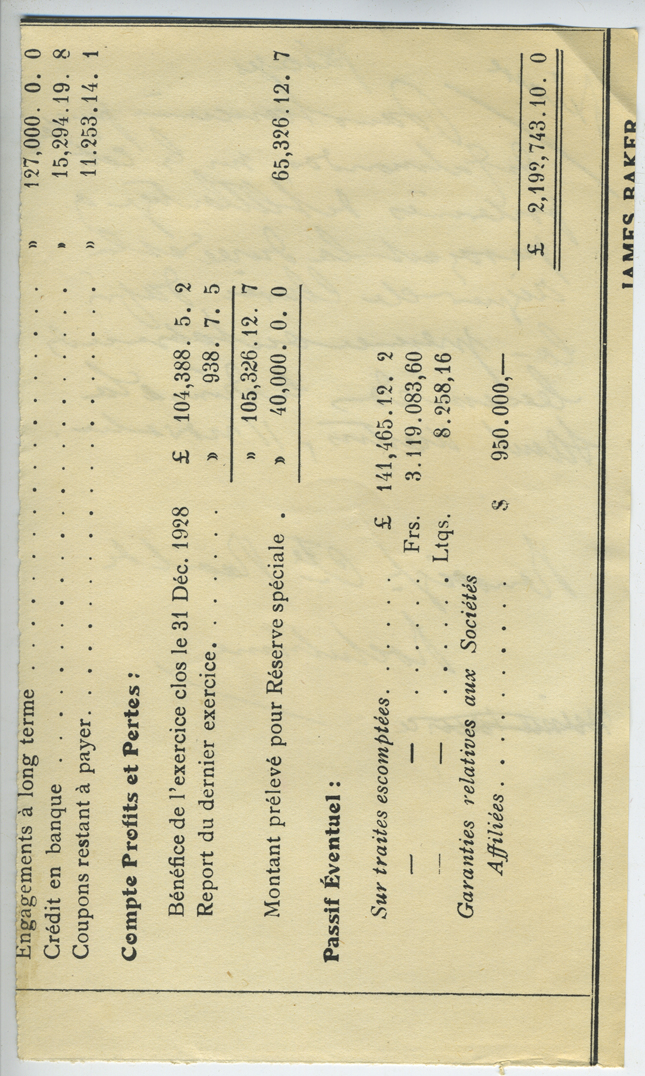 Engagements à long terme . . . . . . . . . . . . . . . . . » 127,000. 0. 0
Crédit en banque . . . . . . . . . . . . . . . . . . . . . » 15,294.19. 8
Coupons restant à payer. . . . . . . . . . . . . . . . . . » 11.253.14. 1
Compte Profits et Pertes :
Bénéfice de l'exercice clos le 31 Déc. 1928 £ 104,388. 5. 2
Report du dernier exercice. . . . . . . » 938. 7. 5
» 105,326.12. 7
Montant prélevé pour Réserve spéciale . » 40,000. 0. 0 65,326.12. 7
Passif Éventuel :
Sur traites escomptées. . . . . . . £ 141,465.12. 2
— — . . . . . . . Frs. 3.119.083,60
— — . . . . . . . Ltqs. 8.258,16
Garanties relatives aux Sociétés
Affiliées . . . . . . . . . . . $ 950.000,—
£ 2,192,743.10. 0
JAMES BAKER